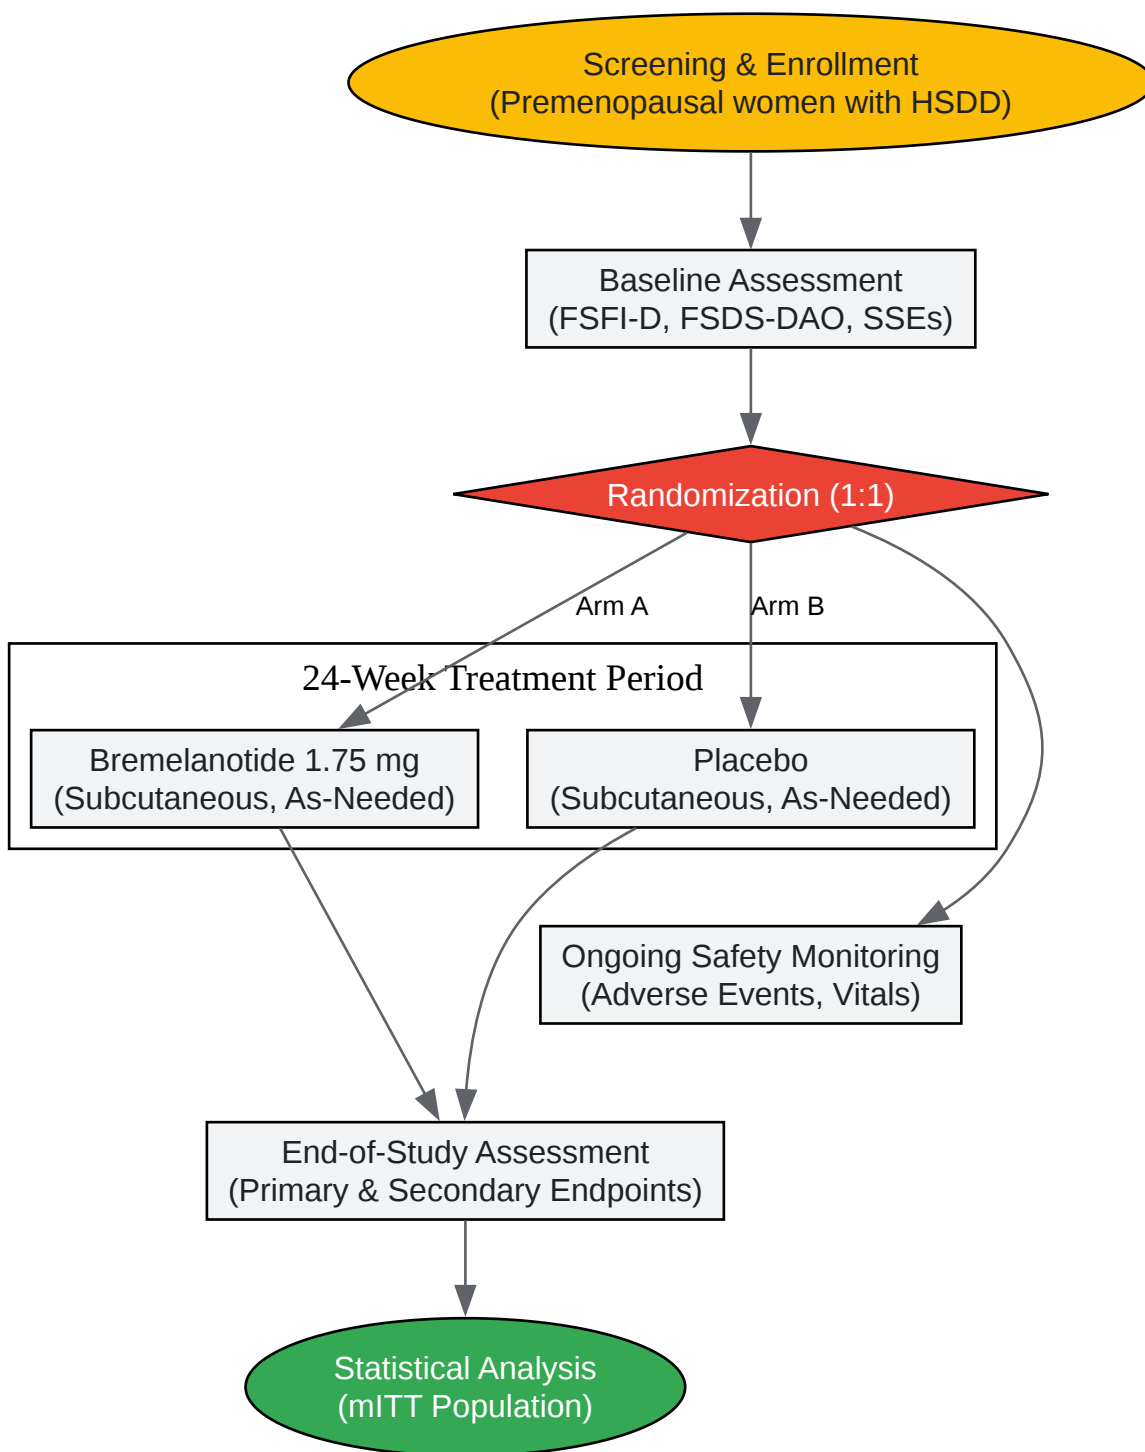 Screening & Enrollment
(Premenopausal women with HSDD)
Baseline Assessment
(FSFI-D, FSDS-DAO, SSEs)
Randomization (1:1)
Arm A
Arm B
24-Week Treatment Period
Bremelanotide 1.75 mg
(Subcutaneous, As-Needed)
Placebo
(Subcutaneous, As-Needed)
Ongoing Safety Monitoring
(Adverse Events, Vitals)
End-of-Study Assessment
(Primary & Secondary Endpoints)
Statistical Analysis
(mITT Population)